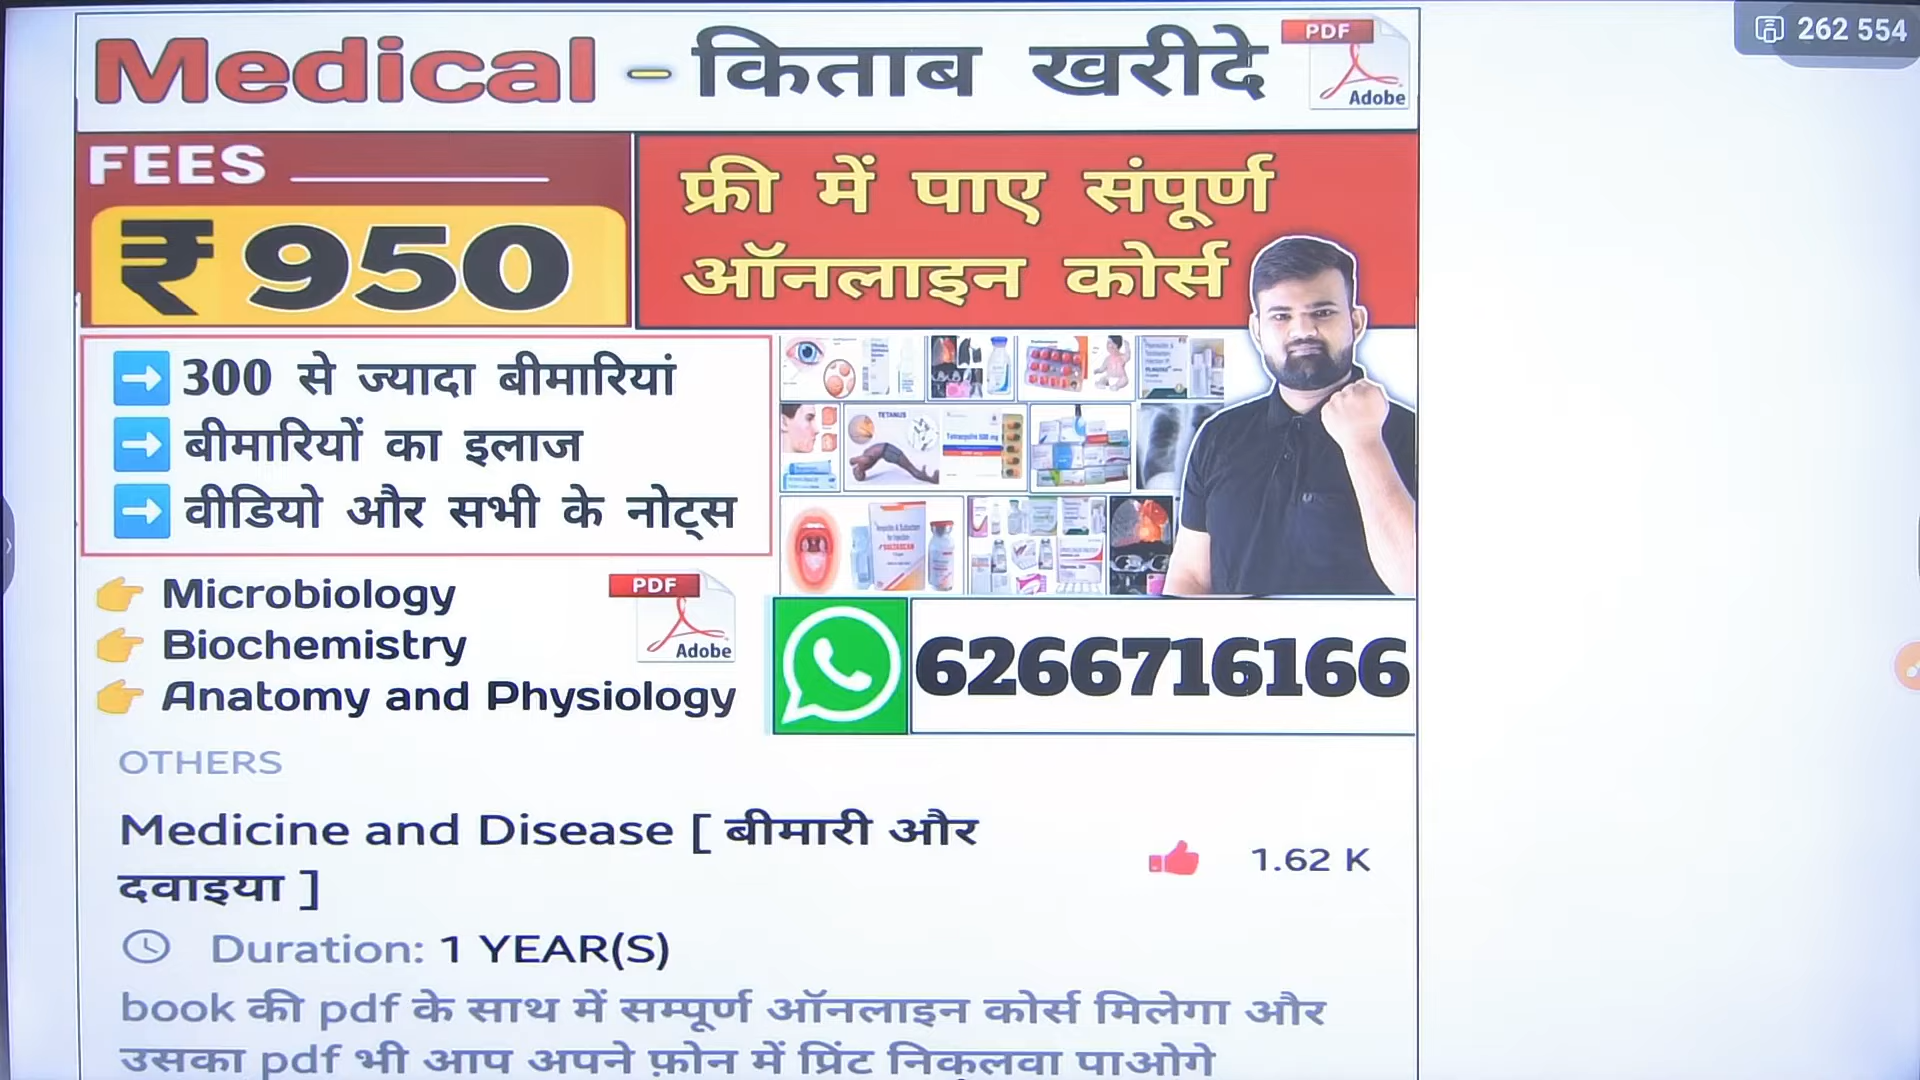 262 554
Medical – किताब खरीदे
PDF
Adobe
FEES
₹ 950
फ्री में पाए संपूर्ण
ऑनलाइन कोर्स
300 से ज्यादा बीमारियां
बीमारियों का इलाज
वीडियो और सभी के नोट्स
TETANUS
Microbiology
Biochemistry
Anatomy and Physiology
PDF
Adobe
6266716166
OTHERS
Medicine and Disease [ बीमारी और
दवाइया ]
1.62 K
Duration: 1 YEAR(S)
book की pdf के साथ में सम्पूर्ण ऑनलाइन कोर्स मिलेगा और
उसका pdf भी आप अपने फ़ोन में प्रिंट निकलवा पाओगे